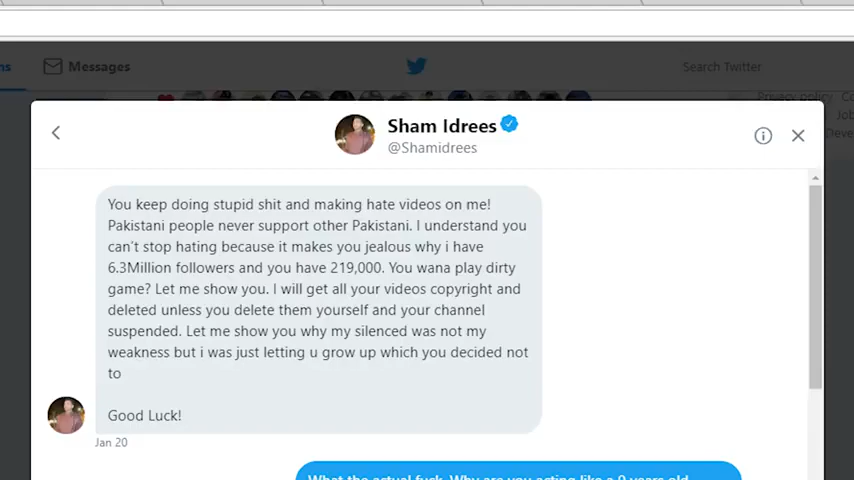 ns
Messages
Search Twitter
Privacy policy
Job
Deve
Sham Idrees
@Shamidrees
You keep doing stupid shit and making hate videos on me!
Pakistani people never support other Pakistani. I understand you
can't stop hating because it makes you jealous why i have
6.3Million followers and you have 219,000. You wana play dirty
game? Let me show you. I will get all your videos copyright and
deleted unless you delete them yourself and your channel
suspended. Let me show you why my silenced was not my
weakness but i was just letting u grow up which you decided not
to
Good Luck!
Jan 20
What the actual fuck. Why are you acting like a 9 years old